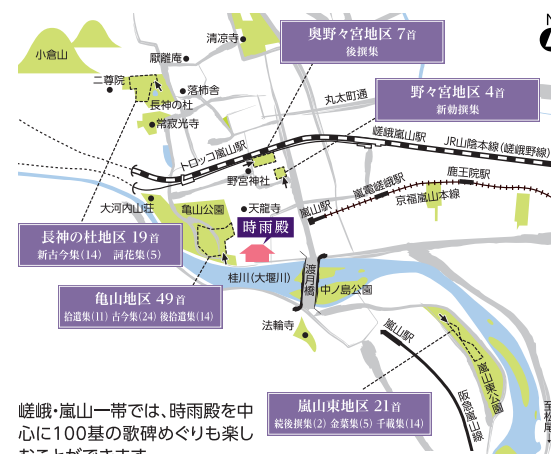 小倉山
清凉寺
厭離庵
二尊院
落柿舎
長神の杜
常寂光寺
奥野々宮地区 7首
後撰集
丸太町通
野々宮地区 4首
新勅撰集
トロッコ嵐山駅
嵯峨嵐山駅
JR山陰本線(嵯峨野線)
野宮神社
鹿王院駅
嵐電嵯峨駅
京福嵐山本線
嵐山駅
大河内山荘
亀山公園
天龍寺
時雨殿
長神の杜地区 19首
新古今集(14) 詞花集(5)
桂川(大堰川)
渡月橋
中ノ島公園
亀山地区 49首
拾遺集(11) 古今集(24) 後拾遺集(14)
法輪寺
嵐山駅
嵐山東公園
阪急嵐山線
至松尾
嵐山東地区 21首
続後撰集(2) 金葉集(5) 千載集(14)
嵯峨・嵐山一帯では、時雨殿を中
心に100基の歌碑めぐりも楽し